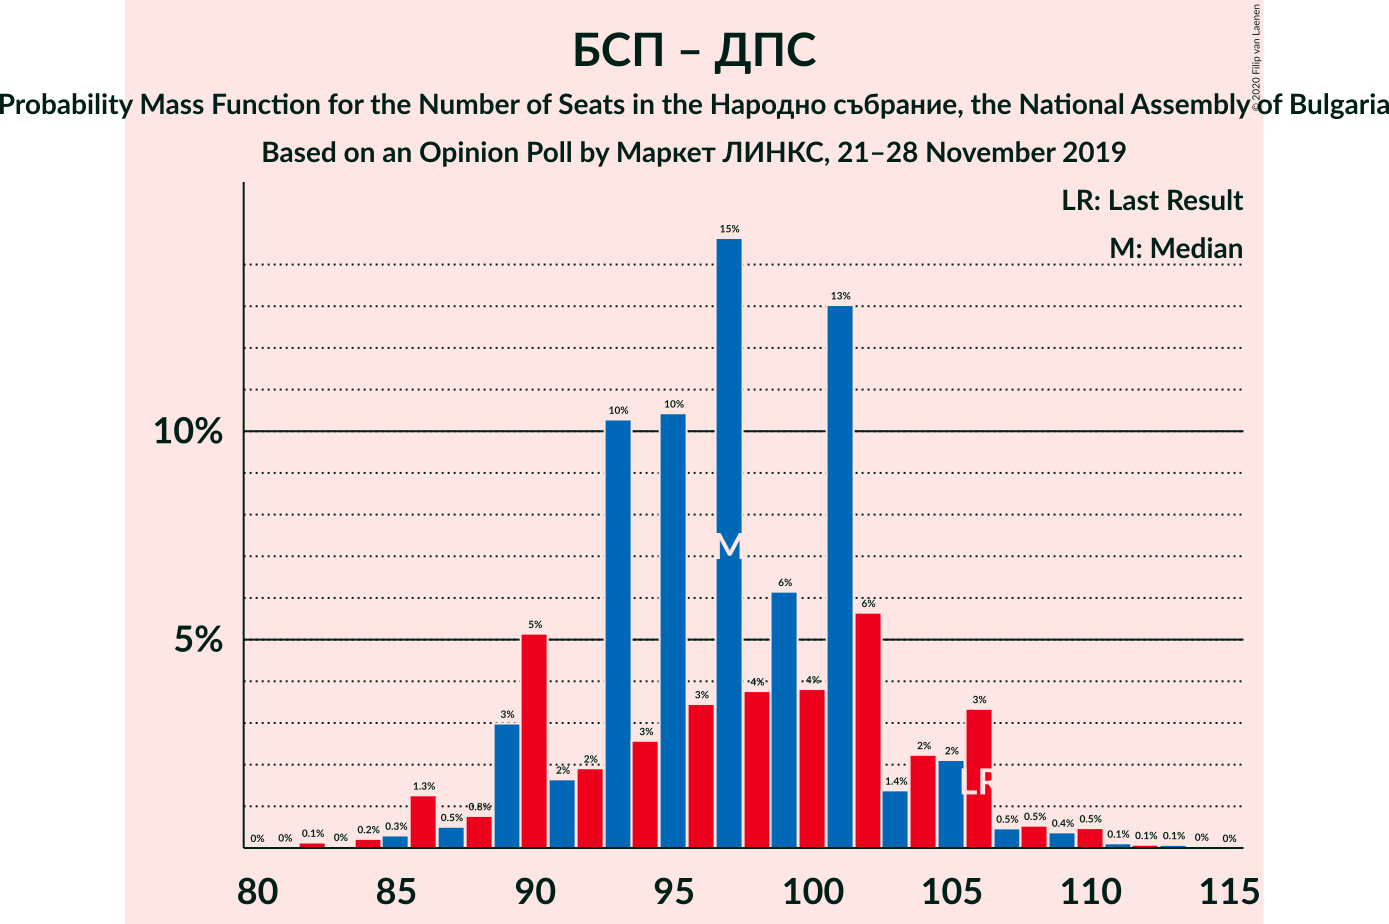 БСП – ДПС
© 2020 Filip van Laenen
Probability Mass Function for the Number of Seats in the Народно събрание, the National Assembly of Bulgaria
Based on an Opinion Poll by Маркет ЛИНКС, 21–28 November 2019
LR: Last Result
M: Median
10%
5%
0% 0% 0.1% 0% 0.2% 0.3% 1.3% 0.5% 0.8% 3% 5% 2% 2% 10% 3% 10% 3% 15% 4% 6% 4% 13% 6% 1.4% 2% 2% 3% 0.5% 0.5% 0.4% 0.5% 0.1% 0.1% 0.1% 0% 0%
M
LR
80 85 90 95 100 105 110 115